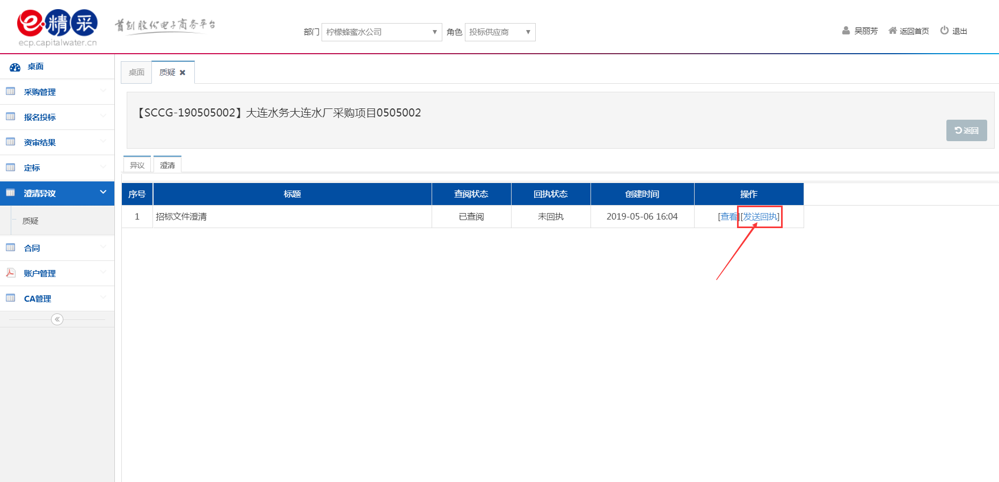 e精采
ecp.capitalwater.cn
首创股份电子商务平台
部门 柠檬蜂蜜水公司 角色 投标供应商
吴丽芳 返回首页 退出
桌面
采购管理
报名投标
资审结果
定标
澄清异议
质疑
合同
账户管理
CA管理
桌面 质疑
【SCCG-190505002】大连水务大连水厂采购项目0505002
返回
异议 澄清
序号 标题 查阅状态 回执状态 创建时间 操作
1 招标文件澄清 已查阅 未回执 2019-05-06 16:04 [查看][发送回执]